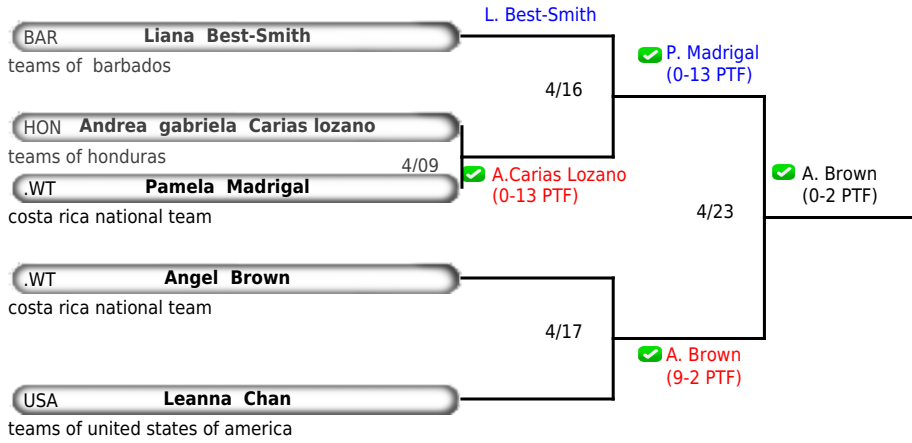 L. Best-Smith
BAR Liana Best-Smith
teams of barbados
P. Madrigal
(0-13 PTF)
4/16
HON Andrea gabriela Carias lozano
teams of honduras
4/09
A.Carias Lozano
(0-13 PTF)
.WT Pamela Madrigal
costa rica national team
A. Brown
(0-2 PTF)
4/23
.WT Angel Brown
costa rica national team
4/17
A. Brown
(9-2 PTF)
USA Leanna Chan
teams of united states of america